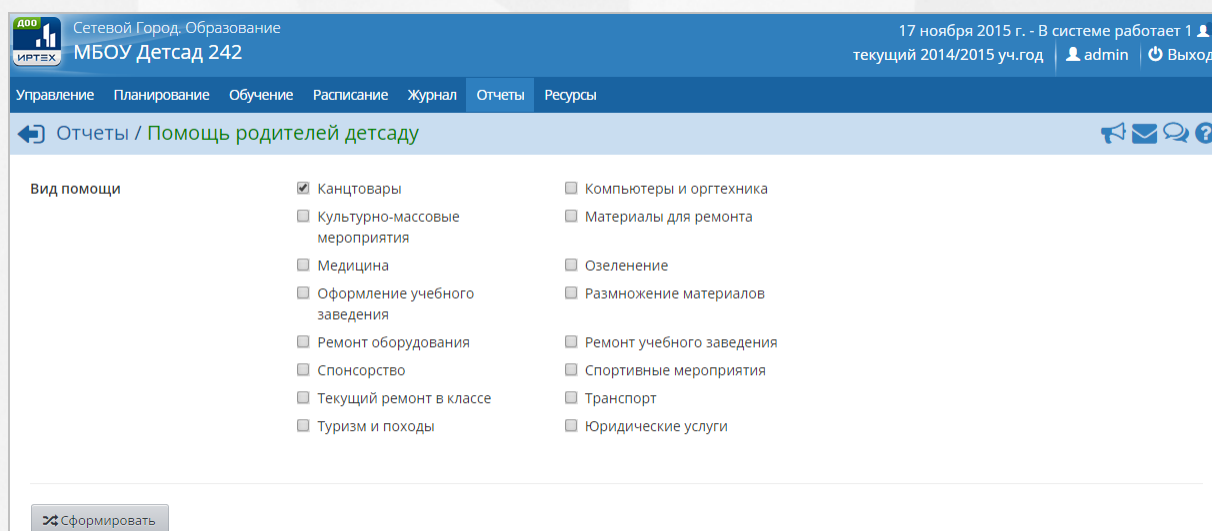 ДОО
ИРТЕХ
Сетевой Город. Образование
МБОУ Детсад 242
17 ноября 2015 г. - В системе работает 1
текущий 2014/2015 уч.год admin Выход
Управление Планирование Обучение Расписание Журнал Отчеты Ресурсы
Отчеты / Помощь родителей детсаду
Вид помощи
Канцтовары Компьютеры и оргтехника
Культурно-массовые Материалы для ремонта
мероприятия
Медицина Озеленение
Оформление учебного Размножение материалов
заведения
Ремонт оборудования Ремонт учебного заведения
Спонсорство Спортивные мероприятия
Текущий ремонт в классе Транспорт
Туризм и походы Юридические услуги
Сформировать